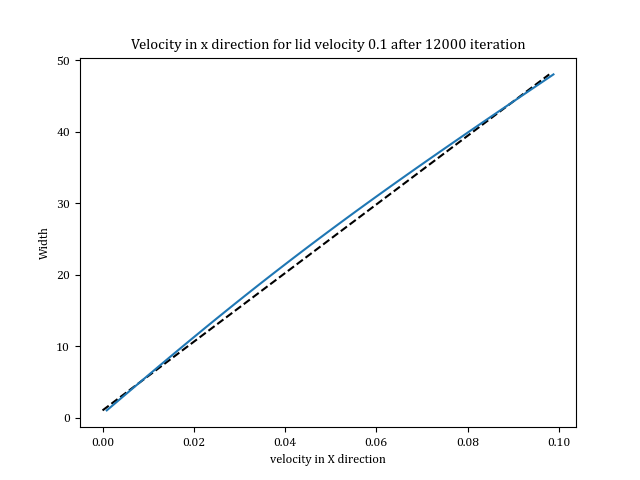 Velocity in x direction for lid velocity 0.1 after 12000 iteration
50
40
30
20
10
0
Width
0.00 0.02 0.04 0.06 0.08 0.10
velocity in X direction